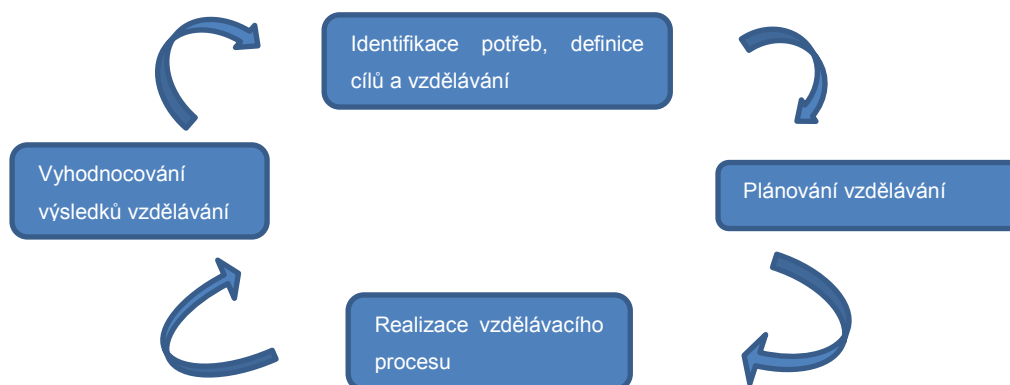 Identifikace potřeb, definice
cílů a vzdělávání
Vyhodnocování
výsledků vzdělávání
Plánování vzdělávání
Realizace vzdělávacího
procesu